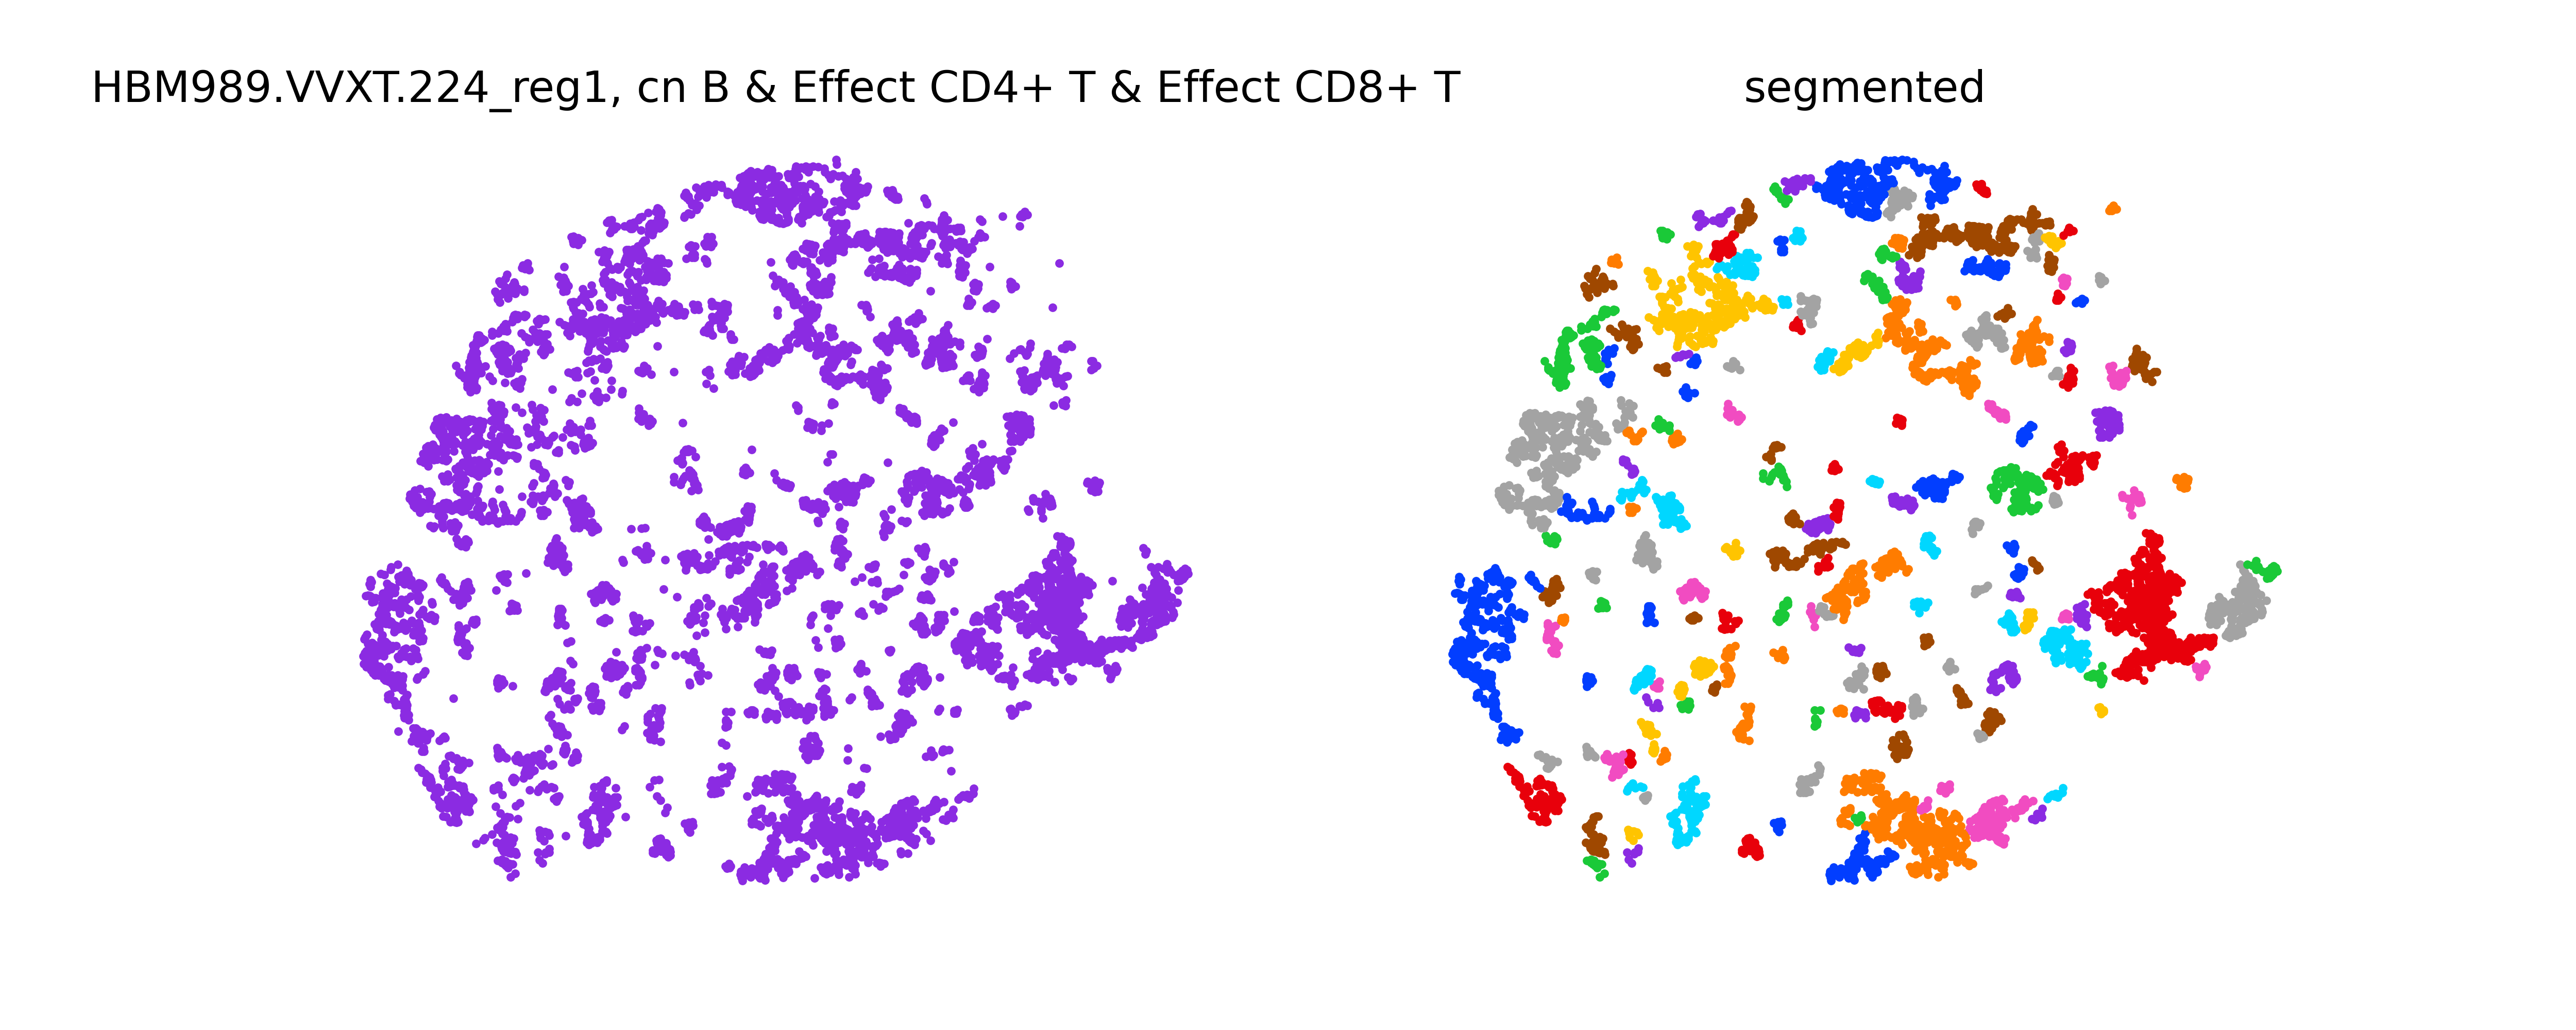 HBM989.VVXT.224_reg1, cn B & Effect CD4+ T & Effect CD8+ T
segmented